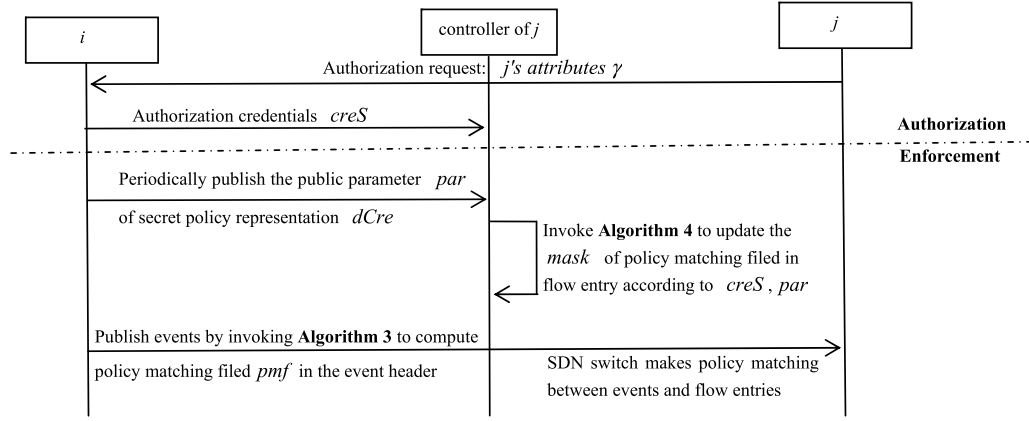 i
controller of j
j
Authorization request: j's attributes γ
Authorization credentials creS
Authorization
Enforcement
Periodically publish the public parameter par
of secret policy representation dCre
Invoke Algorithm 4 to update the
mask of policy matching filed in
flow entry according to creS , par
Publish events by invoking Algorithm 3 to compute
policy matching filed pmf in the event header
SDN switch makes policy matching
between events and flow entries